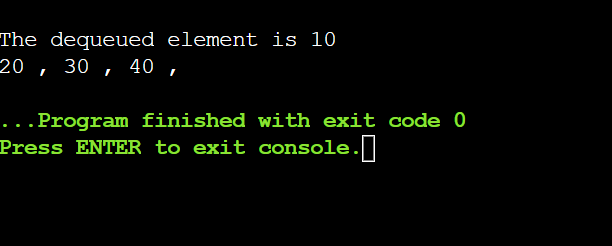 The dequeued element is 10
20 , 30 , 40 ,
...Program finished with exit code 0
Press ENTER to exit console.